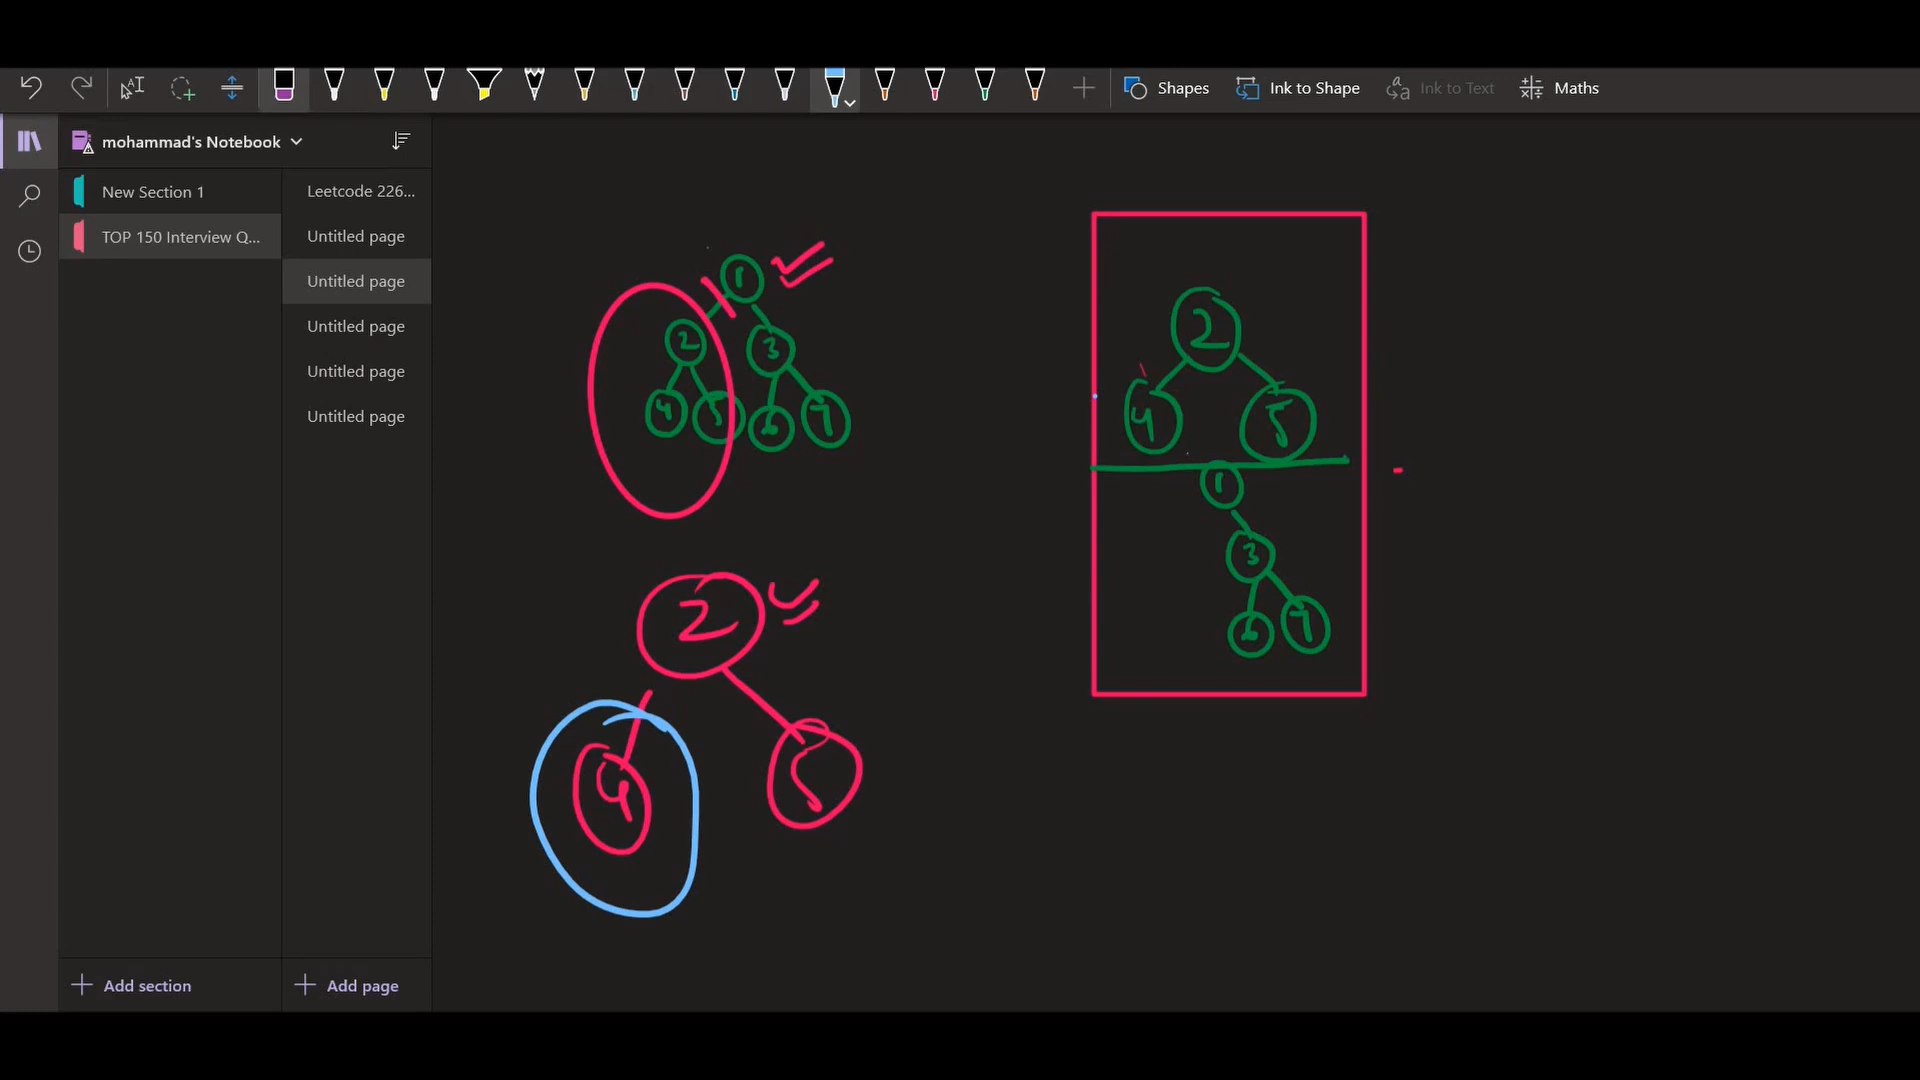 Shapes
Ink to Shape
Ink to Text
Maths
mohammad's Notebook
New Section 1
Leetcode 226...
TOP 150 Interview Q...
Untitled page
Untitled page
Untitled page
Untitled page
Untitled page
1
2 3
4 5 6 7
2
4 5
1
3
6 7
2
4 5
Add section
Add page